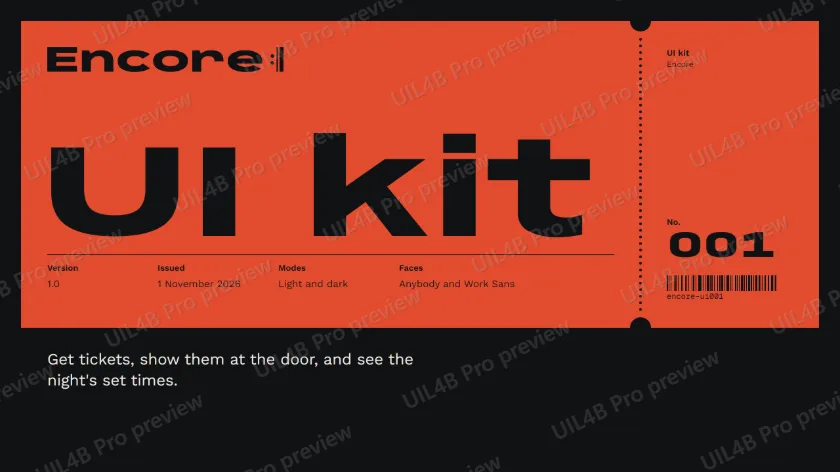 Encore
UI kit
Encore
UI kit
Version
Issued
Modes
Faces
1.0
1 November 2026
Light and dark
Anybody and Work Sans
No.
001
encore-ui001
Get tickets, show them at the door, and see the
night's set times.
UIL4B Pro preview